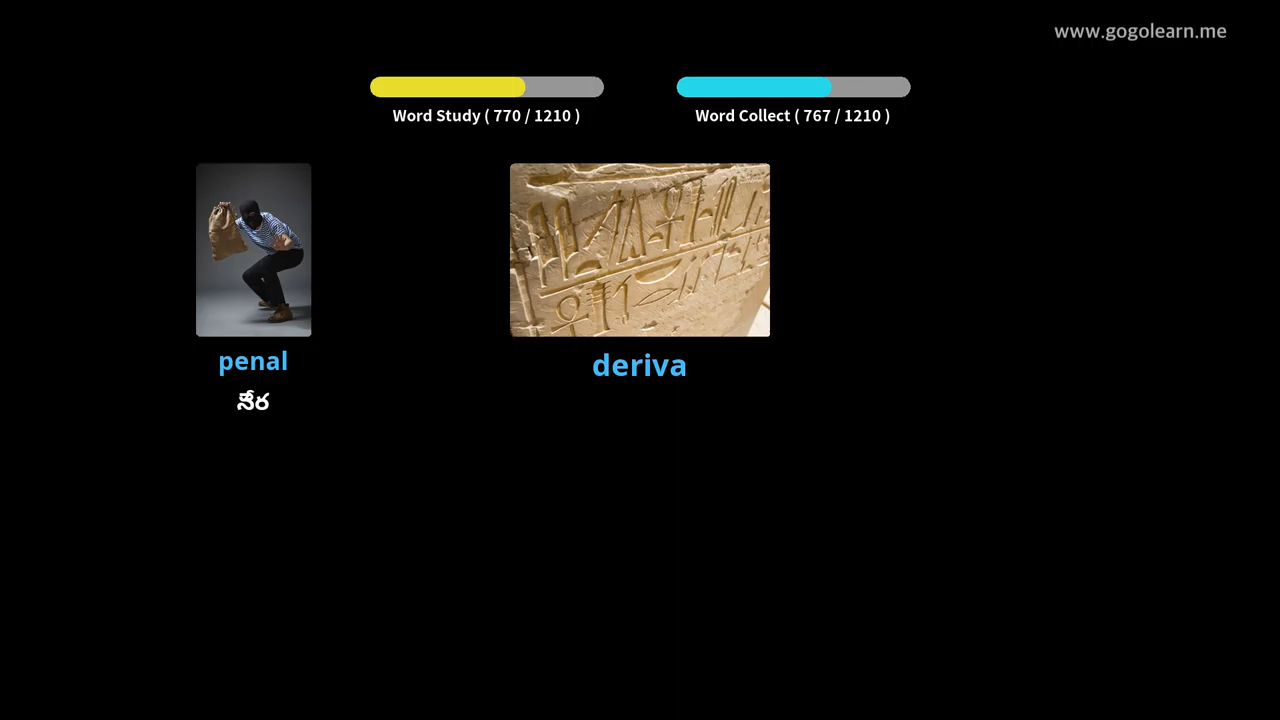 www.gogolearn.me
Word Study ( 770 / 1210 )
Word Collect ( 767 / 1210 )
penal
deriva
నేర